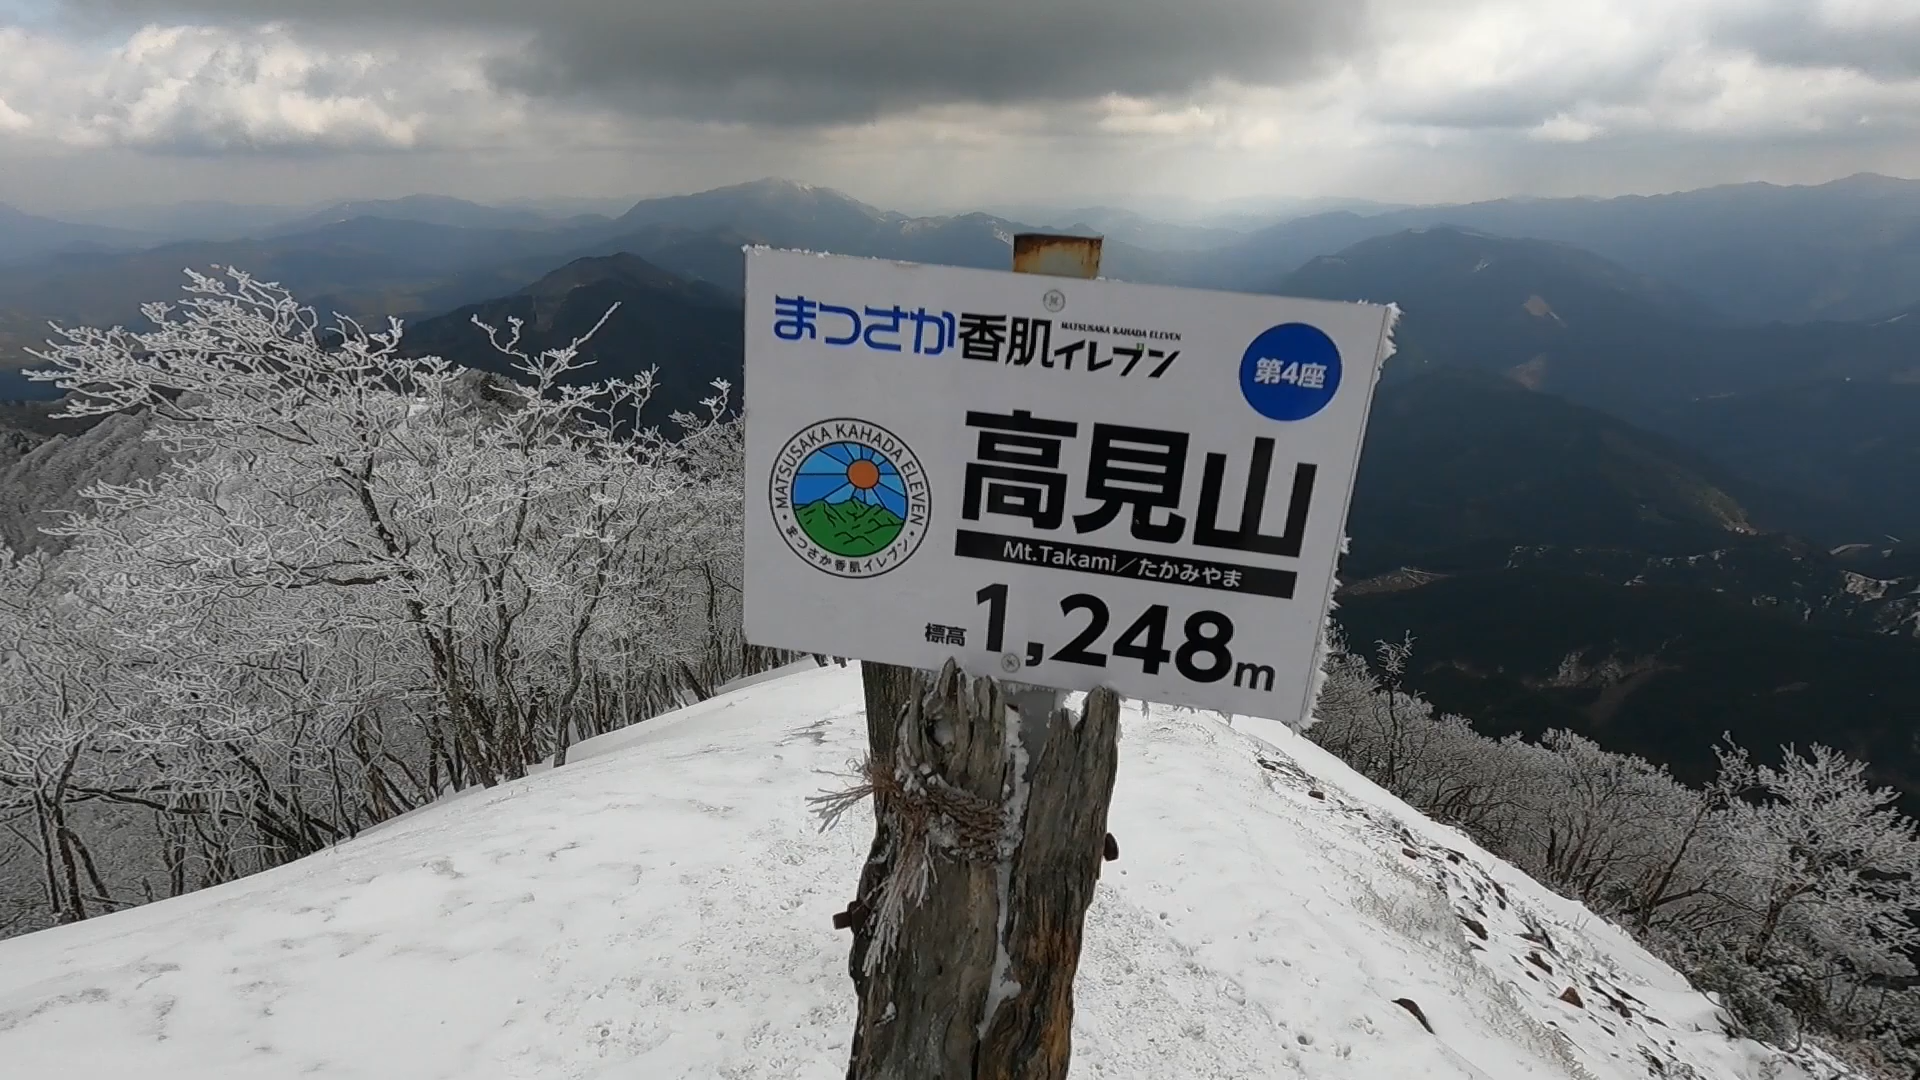 まつさか香肌イレブン
MATSUSAKA KAHADA ELEVEN
第4座
MATSUSAKA KAHADA ELEVEN
まつさか香肌イレブン
高見山
Mt.Takami／たかみやま
標高1,248m